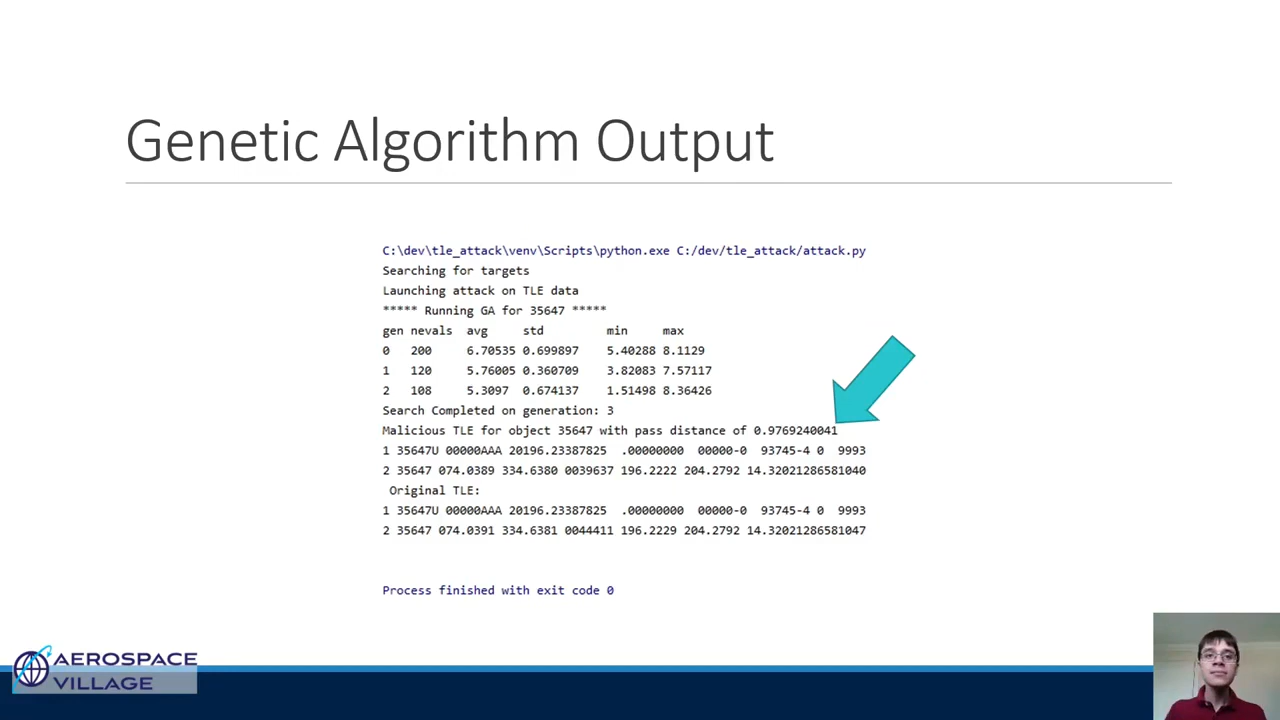 Genetic Algorithm Output
C:\dev\tle_attack\venv\Scripts\python.exe C:/dev/tle_attack/attack.py
Searching for targets
Launching attack on TLE data
***** Running GA for 35647 *****
gen nevals avg std min max
0 200 6.70535 0.699897 5.40288 8.1129
1 120 5.76005 0.360709 3.82083 7.57117
2 108 5.3097 0.674137 1.51498 8.36426
Search Completed on generation: 3
Malicious TLE for object 35647 with pass distance of 0.9769240041
1 35647U 00000AAA 20196.23387825 .00000000 00000-0 93745-4 0 9993
2 35647 074.0389 334.6380 0039637 196.2222 204.2792 14.32021286581040
Original TLE:
1 35647U 00000AAA 20196.23387825 .00000000 00000-0 93745-4 0 9993
2 35647 074.0391 334.6381 0044411 196.2229 204.2792 14.32021286581047
Process finished with exit code 0
AEROSPACE
VILLAGE